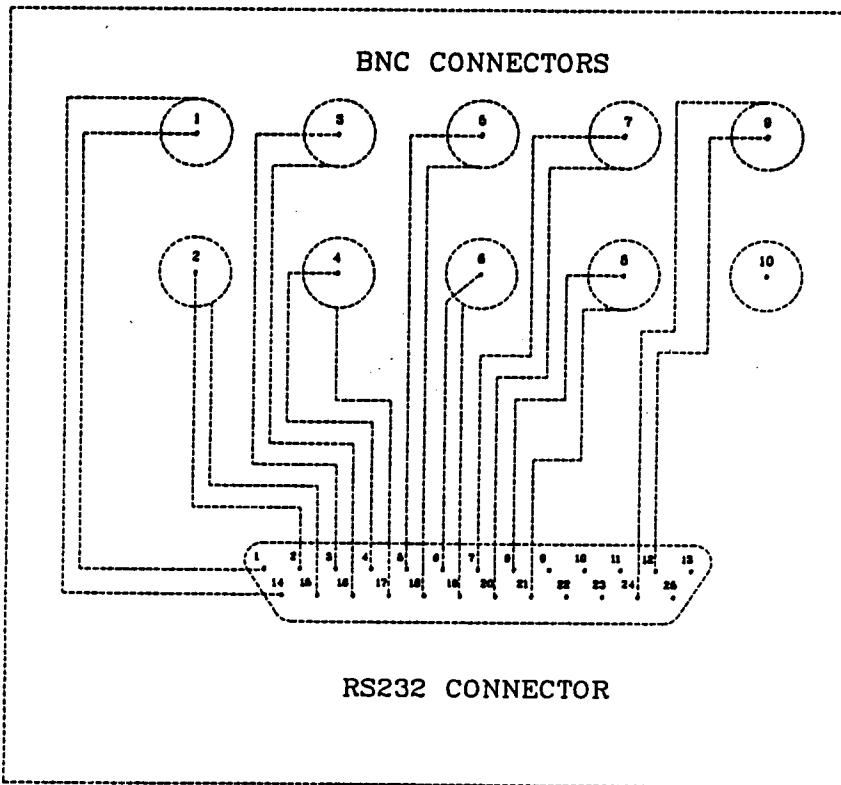 BNC CONNECTORS
1 3 5 7 9
2 4 6 8 10
1 2 3 4 5 6 7 8 9 10 11 12 13
14 15 16 17 18 19 20 21 22 23 24 25
RS232 CONNECTOR